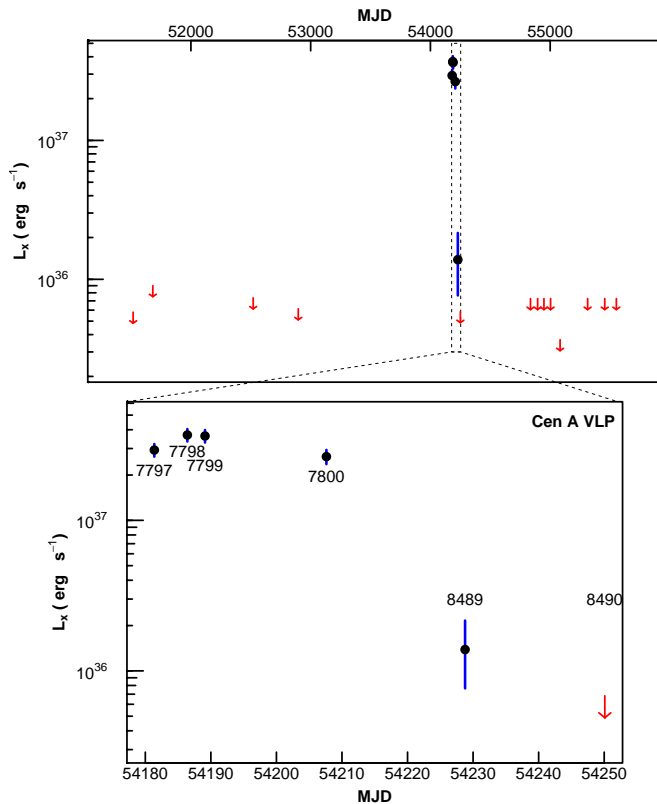 MJD
52000 53000 54000 55000
10^37
10^36
L_x ( erg s^−1)
Cen A VLP
7797 7798 7799 7800 8489 8490
10^37
10^36
L_x ( erg s^−1)
54180 54190 54200 54210 54220 54230 54240 54250
MJD